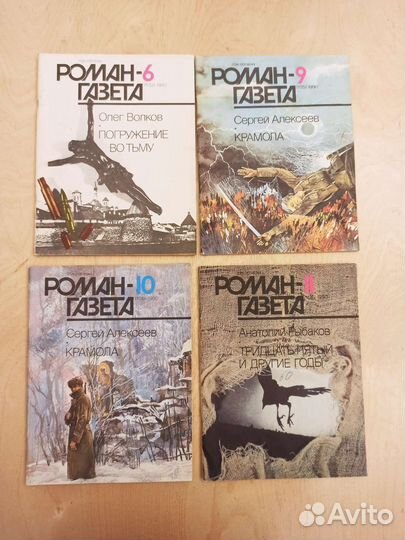 РОМАН-6
ГАЗЕТА
Олег Волков
ПОГРУЖЕНИЕ
ВО ТЬМУ
РОМАН-9
ГАЗЕТА
Сергей Алексеев
КРАМОЛА
РОМАН-10
ГАЗЕТА
Сергей Алексеев
КРАМОЛА
РОМАН-11
ГАЗЕТА
Анатолий Рыбаков
ТРИДЦАТЬ ПЯТЫЙ
И ДРУГИЕ ГОДЫ
Avito